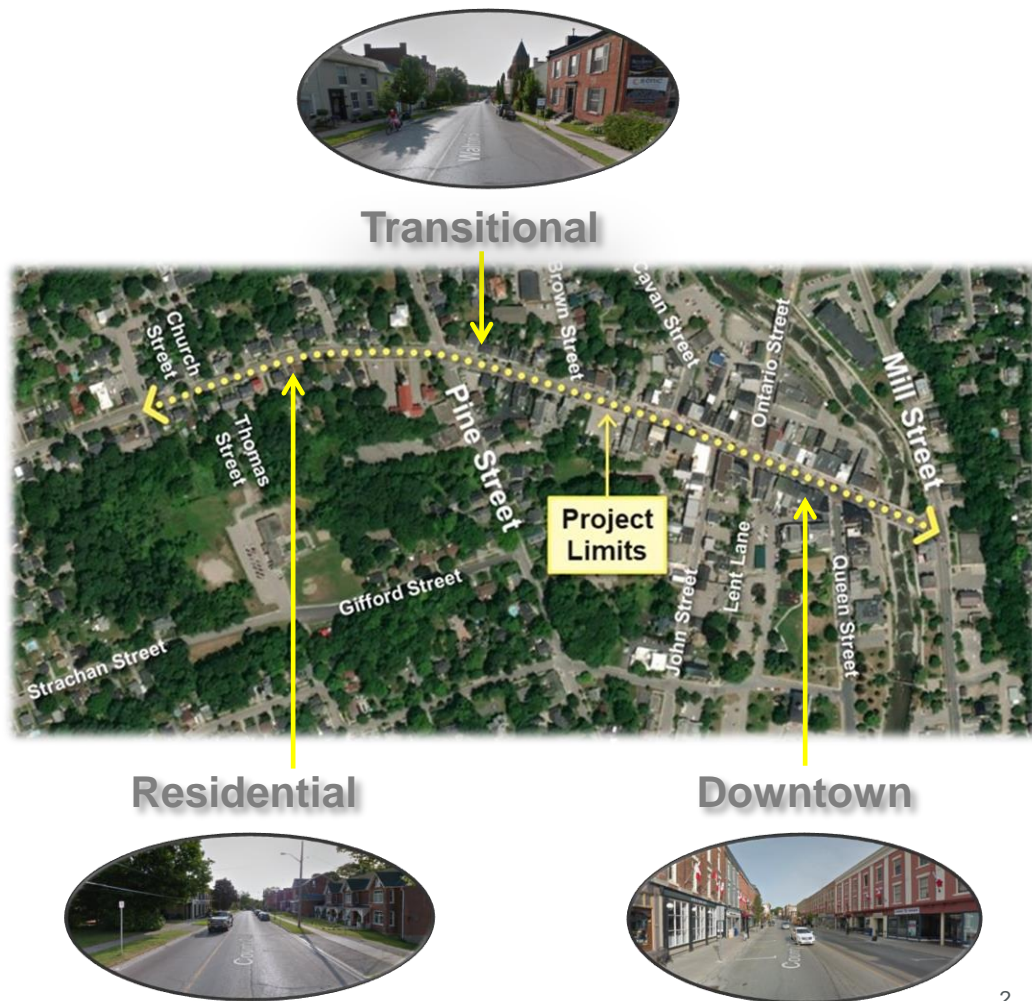 Transitional
Church
Street
Thomas
Street
Pine Street
Brown Street
Cavan Street
Ontario Street
Mill Street
Project
Limits
Gifford Street
Strachan Street
John Street
Lent Lane
Queen Street
Residential
Downtown
2